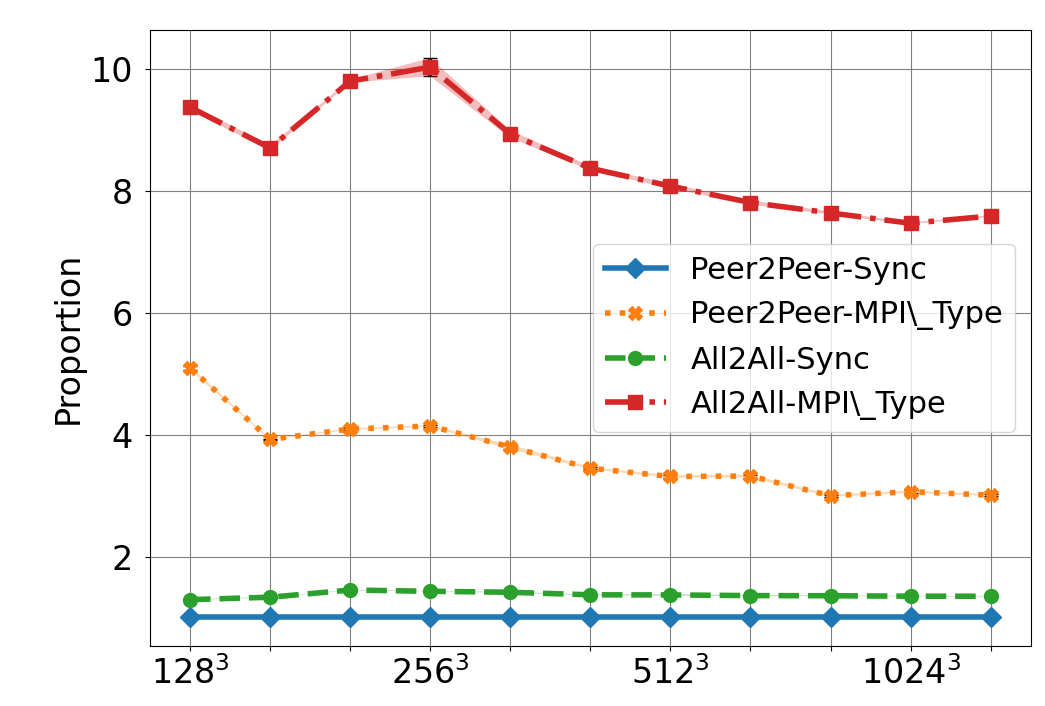 Proportion
10
8
6
4
2
128³
256³
512³
1024³
Peer2Peer-Sync
Peer2Peer-MPI\_Type
All2All-Sync
All2All-MPI\_Type